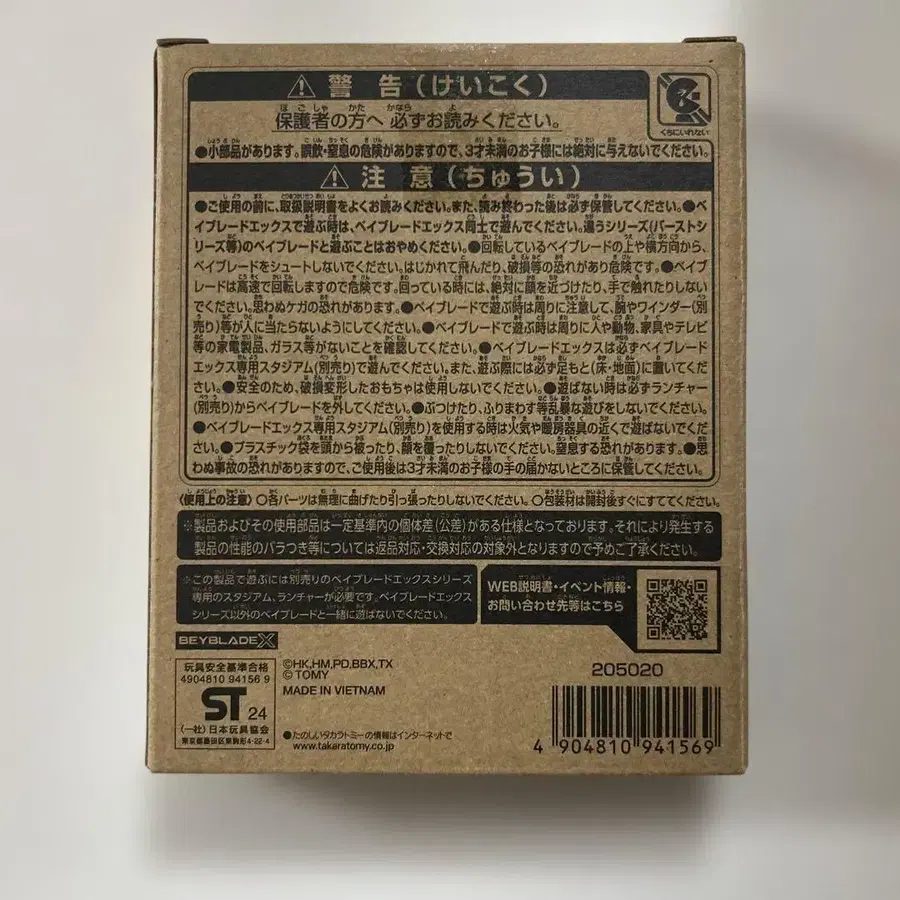 ⚠警 告(けいこく)
くちにいれない
保護者の方へ 必ずお読みください。
●小部品があります。誤飲・窒息の危険がありますので、3才未満のお子様には絶対に与えないでください。
⚠注 意(ちゅうい)
●ご使用の前に、取扱説明書をよくお読みください。また、読み終わった後は必ず保管してください。●ベ
イブレードエックスで遊ぶ時は、ベイブレードエックス同士で遊んでください。違うシリーズ(バーストシ
リーズ等)のベイブレードと遊ぶことはおやめください。●回転しているベイブレードの上や横方向から、
ベイブレードをシュートしないでください。はじかれて飛んだり、破損等の恐れがあり危険です。●ベイブ
レードは高速で回転しますので危険です。回っている時には、絶対に顔を近づけたり、手で触れたりしない
でください。思わぬケガの恐れがあります。●ベイブレードで遊ぶ時は周りに注意して、腕やワインダー(別
売り)等が人に当たらないようにしてください。●ベイブレードで遊ぶ時は周りに人や動物、家具やテレビ
等の家電製品、ガラス等がないことを確認してください。●ベイブレードエックスは必ずベイブレード
エックス専用スタジアム(別売り)で遊んでください。また、遊ぶ際には必ず足もと(床・地面)に置いてくだ
さい。●安全のため、破損変形したおもちゃは使用しないでください。●遊ばない時は必ずランチャー
(別売り)からベイブレードを外してください。●ぶつけたり、ふりまわす等乱暴な遊びをしないでください。
●ベイブレードエックス専用スタジアム(別売り)を使用する時は火気や暖房器具の近くで遊ばないでくだ
さい。●プラスチック袋を頭から被ったり、顔を覆ったりしないでください。窒息する恐れがあります。●思
わぬ事故の恐れがありますので、ご使用後は3才未満のお子様の手の届かないところに保管してください。
〈使用上の注意〉○各パーツは無理に曲げたり引っ張ったりしないでください。○包装材は開封後すぐにすててください。
※製品およびその使用部品は一定基準内の個体差(公差)がある仕様となっております。それにより発生する
製品の性能のバラつき等については返品対応・交換対応の対象外となりますので予めご了承ください。
※この製品で遊ぶには別売りのベイブレードエックスシリーズ
専用のスタジアム、ランチャーが必要です。ベイブレードエックス
シリーズ以外のベイブレードと一緒に遊ばないでください。
WEB説明書・イベント情報・
お問い合わせ先等はこちら
BEYBLADE X
玩具安全基準合格
4904810 94156 9
ST 24
(一社)日本玩具協会
東京都墨田区東駒形4-22-4
©HK,HM,PD,BBX,TX
© TOMY
MADE IN VIETNAM
●たのしいタカラトミーの情報はインターネットで
www.takaratomy.co.jp
205020
4 904810 941569